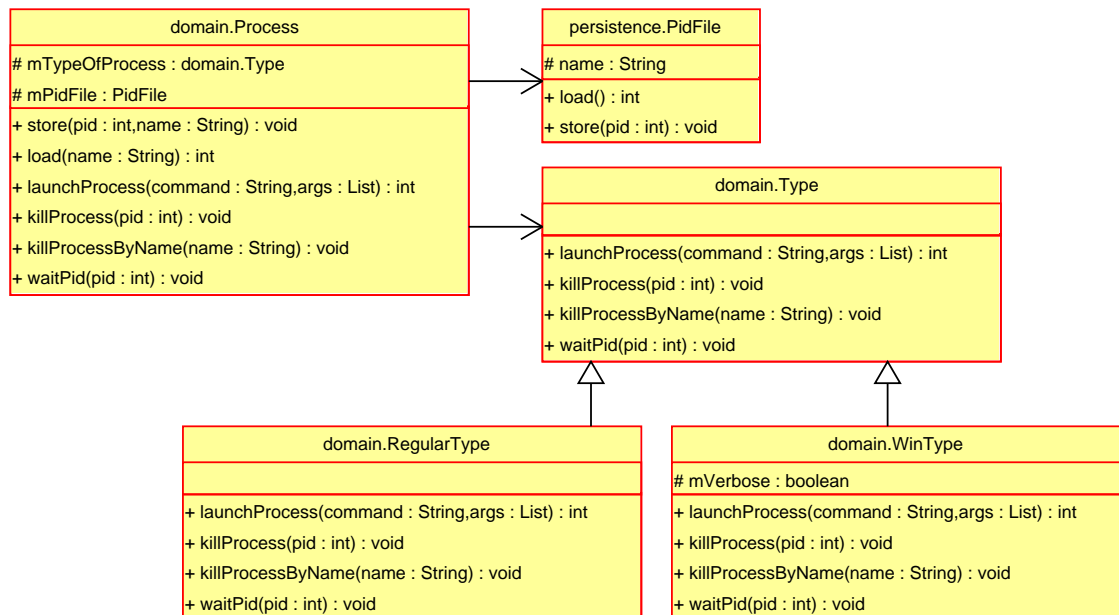 domain.Process
# mTypeOfProcess : domain.Type
# mPidFile : PidFile
+ store(pid : int,name : String) : void
+ load(name : String) : int
+ launchProcess(command : String,args : List) : int
+ killProcess(pid : int) : void
+ killProcessByName(name : String) : void
+ waitPid(pid : int) : void
persistence.PidFile
# name : String
+ load() : int
+ store(pid : int) : void
domain.Type
+ launchProcess(command : String,args : List) : int
+ killProcess(pid : int) : void
+ killProcessByName(name : String) : void
+ waitPid(pid : int) : void
domain.RegularType
+ launchProcess(command : String,args : List) : int
+ killProcess(pid : int) : void
+ killProcessByName(name : String) : void
+ waitPid(pid : int) : void
domain.WinType
# mVerbose : boolean
+ launchProcess(command : String,args : List) : int
+ killProcess(pid : int) : void
+ killProcessByName(name : String) : void
+ waitPid(pid : int) : void